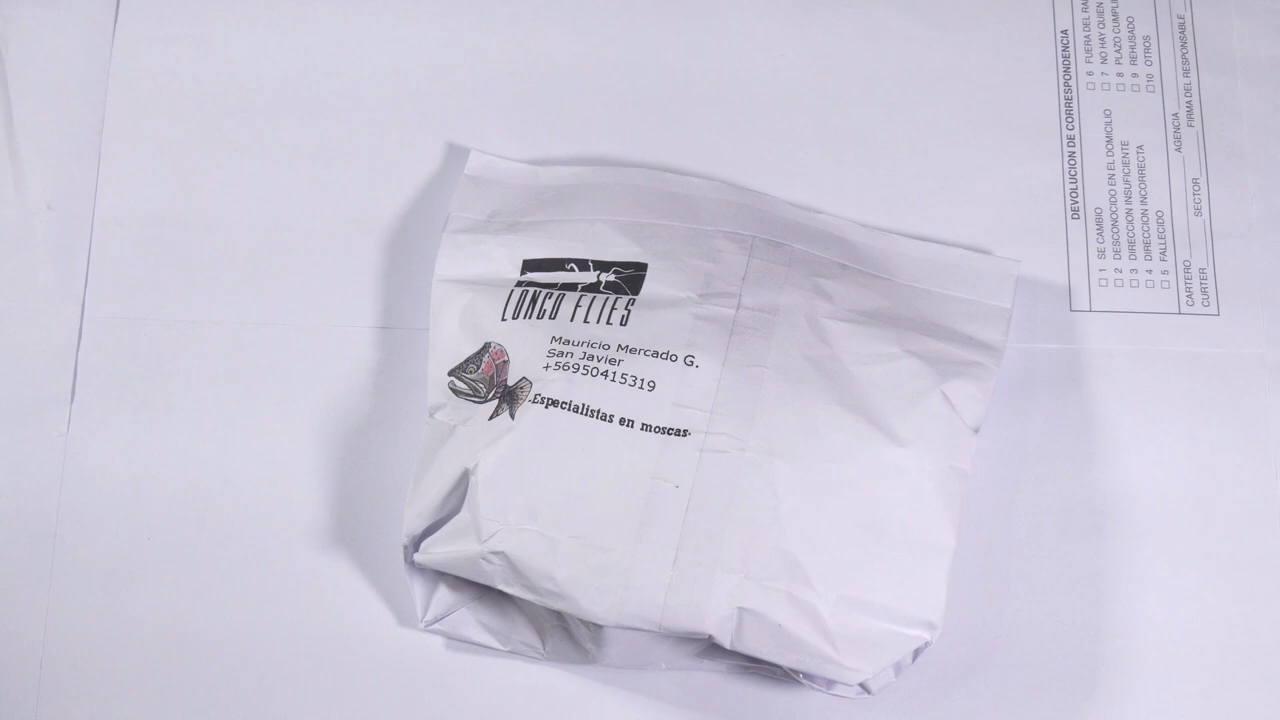 LONCO FLIES
Mauricio Mercado G.
San Javier
+56950415319
.Especialistas en moscas.
DEVOLUCION DE CORRESPONDENCIA
1 SE CAMBIO
2 DESCONOCIDO EN EL DOMICILIO
3 DIRECCION INSUFICIENTE
4 DIRECCION INCORRECTA
5 FALLECIDO
6 FUERA DEL
7 NO HAY QUIEN
8 PLAZO
9 REHUSADO
10 OTROS
CARTERO AGENCIA
CURTER SECTOR FIRMA DEL RESPONSABLE